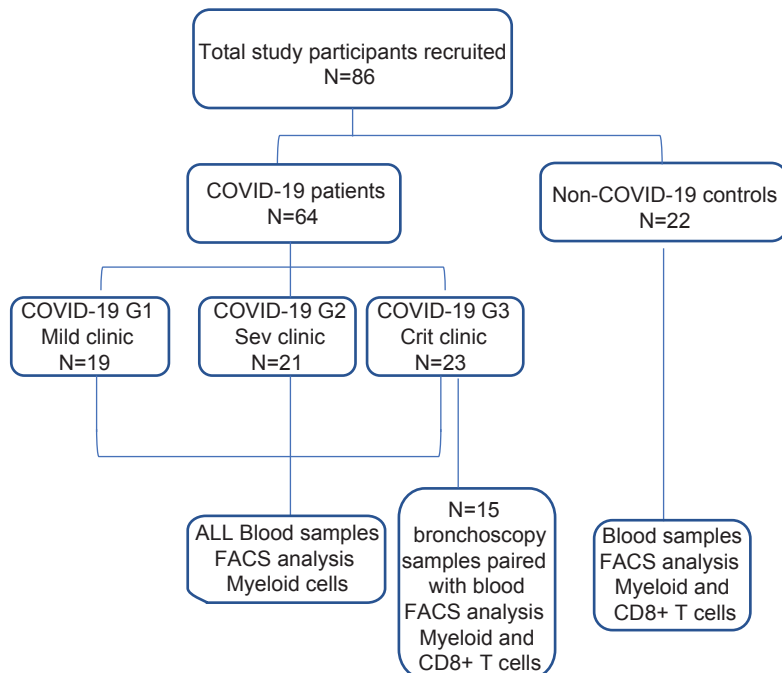 Total study participants recruited
N=86
COVID-19 patients
N=64
Non-COVID-19 controls
N=22
COVID-19 G1
Mild clinic
N=19
COVID-19 G2
Sev clinic
N=21
COVID-19 G3
Crit clinic
N=23
ALL Blood samples
FACS analysis
Myeloid cells
N=15
bronchoscopy
samples paired
with blood
FACS analysis
Myeloid and
CD8+ T cells
Blood samples
FACS analysis
Myeloid and
CD8+ T cells